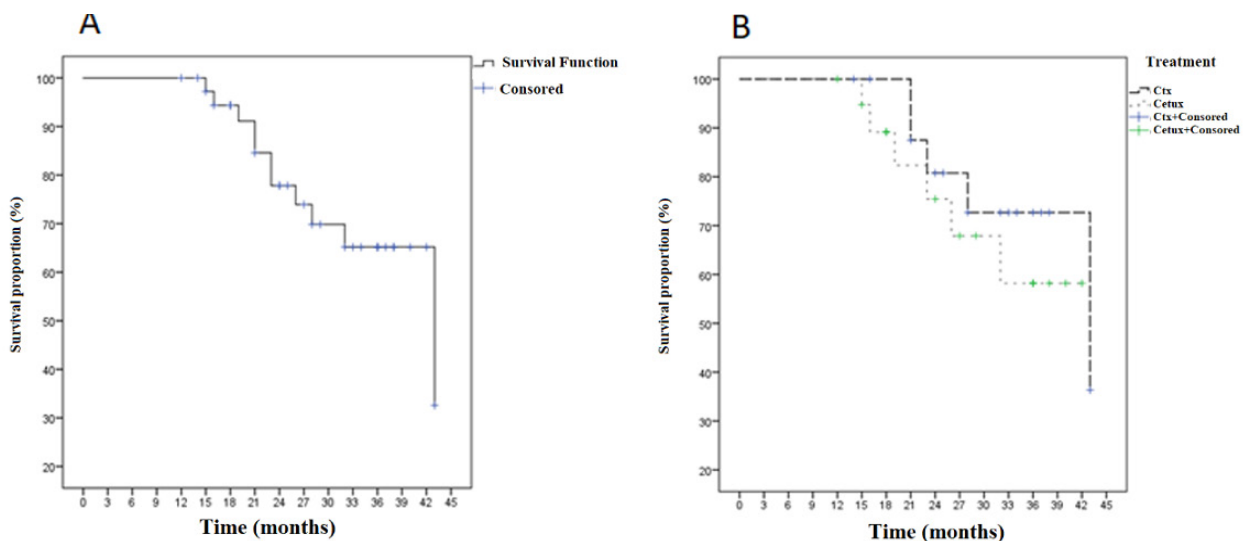 A
Survival Function
Consored
100
90
80
70
60
50
40
30
20
Survival proportion (%)
0 3 6 9 12 15 18 21 24 27 30 33 36 39 42 45
Time (months)
B
Treatment
Ctx
Cetux
Ctx+Consored
Cetux+Consored
100
90
80
70
60
50
40
30
20
Survival proportion (%)
0 3 6 9 12 15 18 21 24 27 30 33 36 39 42 45
Time (months)